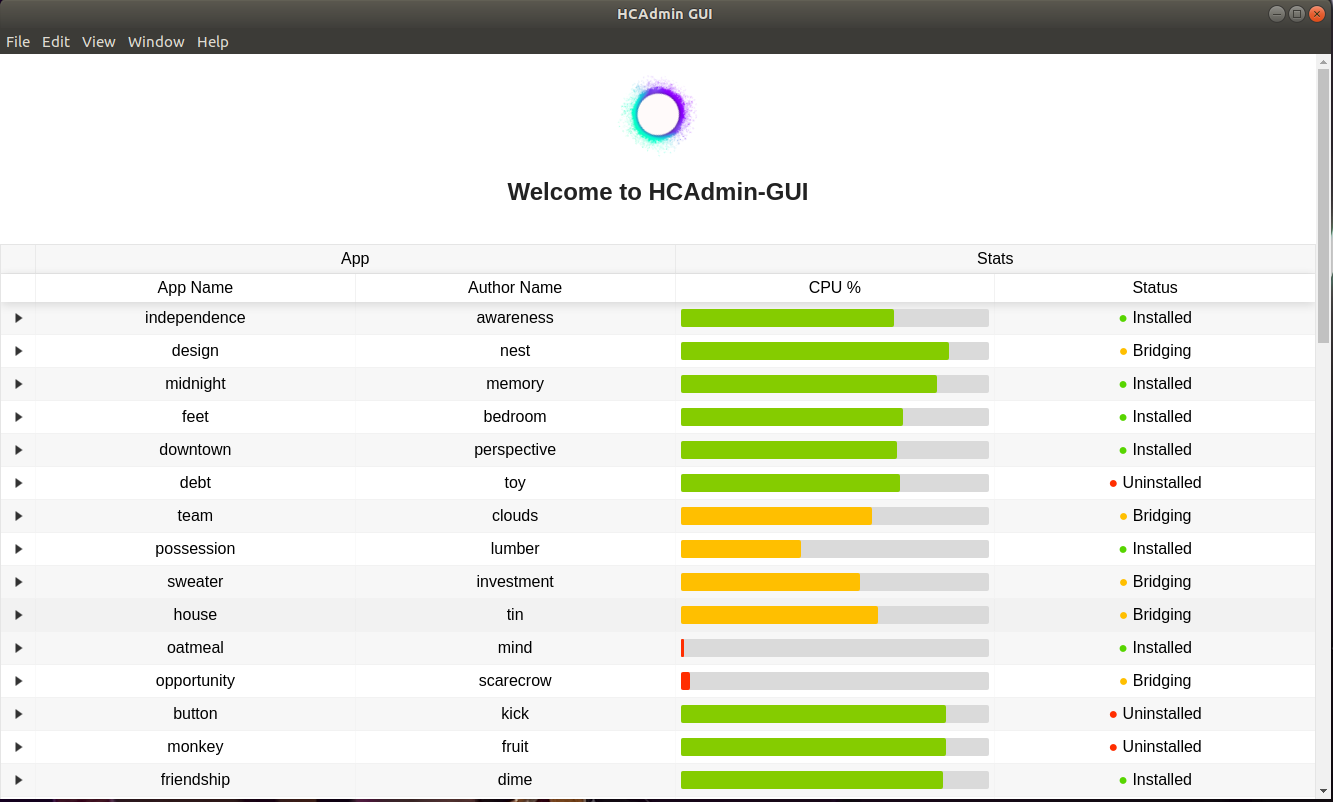 HCAdmin GUI
File Edit View Window Help
Welcome to HCAdmin-GUI
App Stats
App Name Author Name CPU % Status
independence awareness Installed
design nest Bridging
midnight memory Installed
feet bedroom Installed
downtown perspective Installed
debt toy Uninstalled
team clouds Bridging
possession lumber Installed
sweater investment Bridging
house tin Bridging
oatmeal mind Installed
opportunity scarecrow Bridging
button kick Uninstalled
monkey fruit Uninstalled
friendship dime Installed